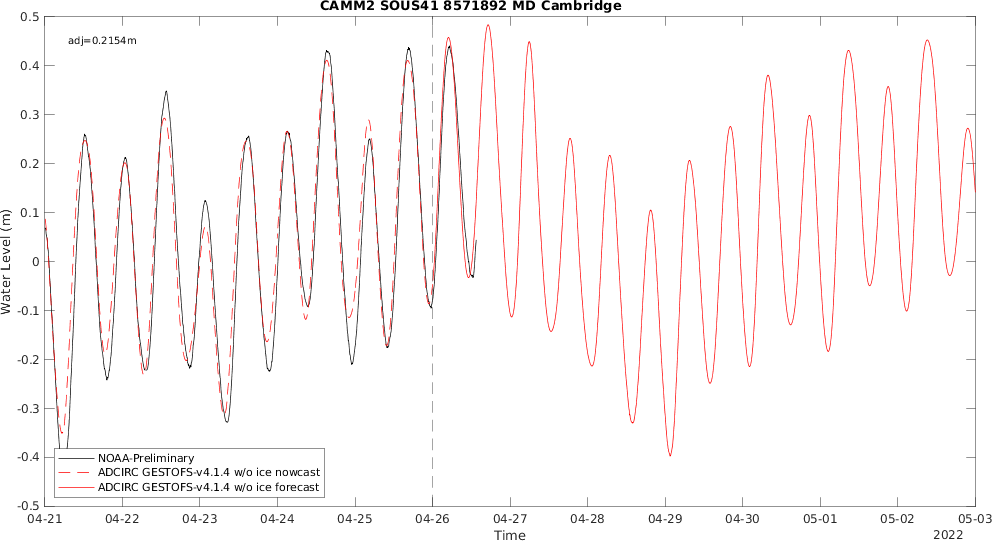 CAMM2 SOUS41 8571892 MD Cambridge
adj=0.2154m
0.5
0.4
0.3
0.2
0.1
0
-0.1
-0.2
-0.3
-0.4
-0.5
Water Level (m)
NOAA-Preliminary
ADCIRC GESTOFS-v4.1.4 w/o ice nowcast
ADCIRC GESTOFS-v4.1.4 w/o ice forecast
04-21 04-22 04-23 04-24 04-25 04-26 04-27 04-28 04-29 04-30 05-01 05-02 05-03
Time
2022